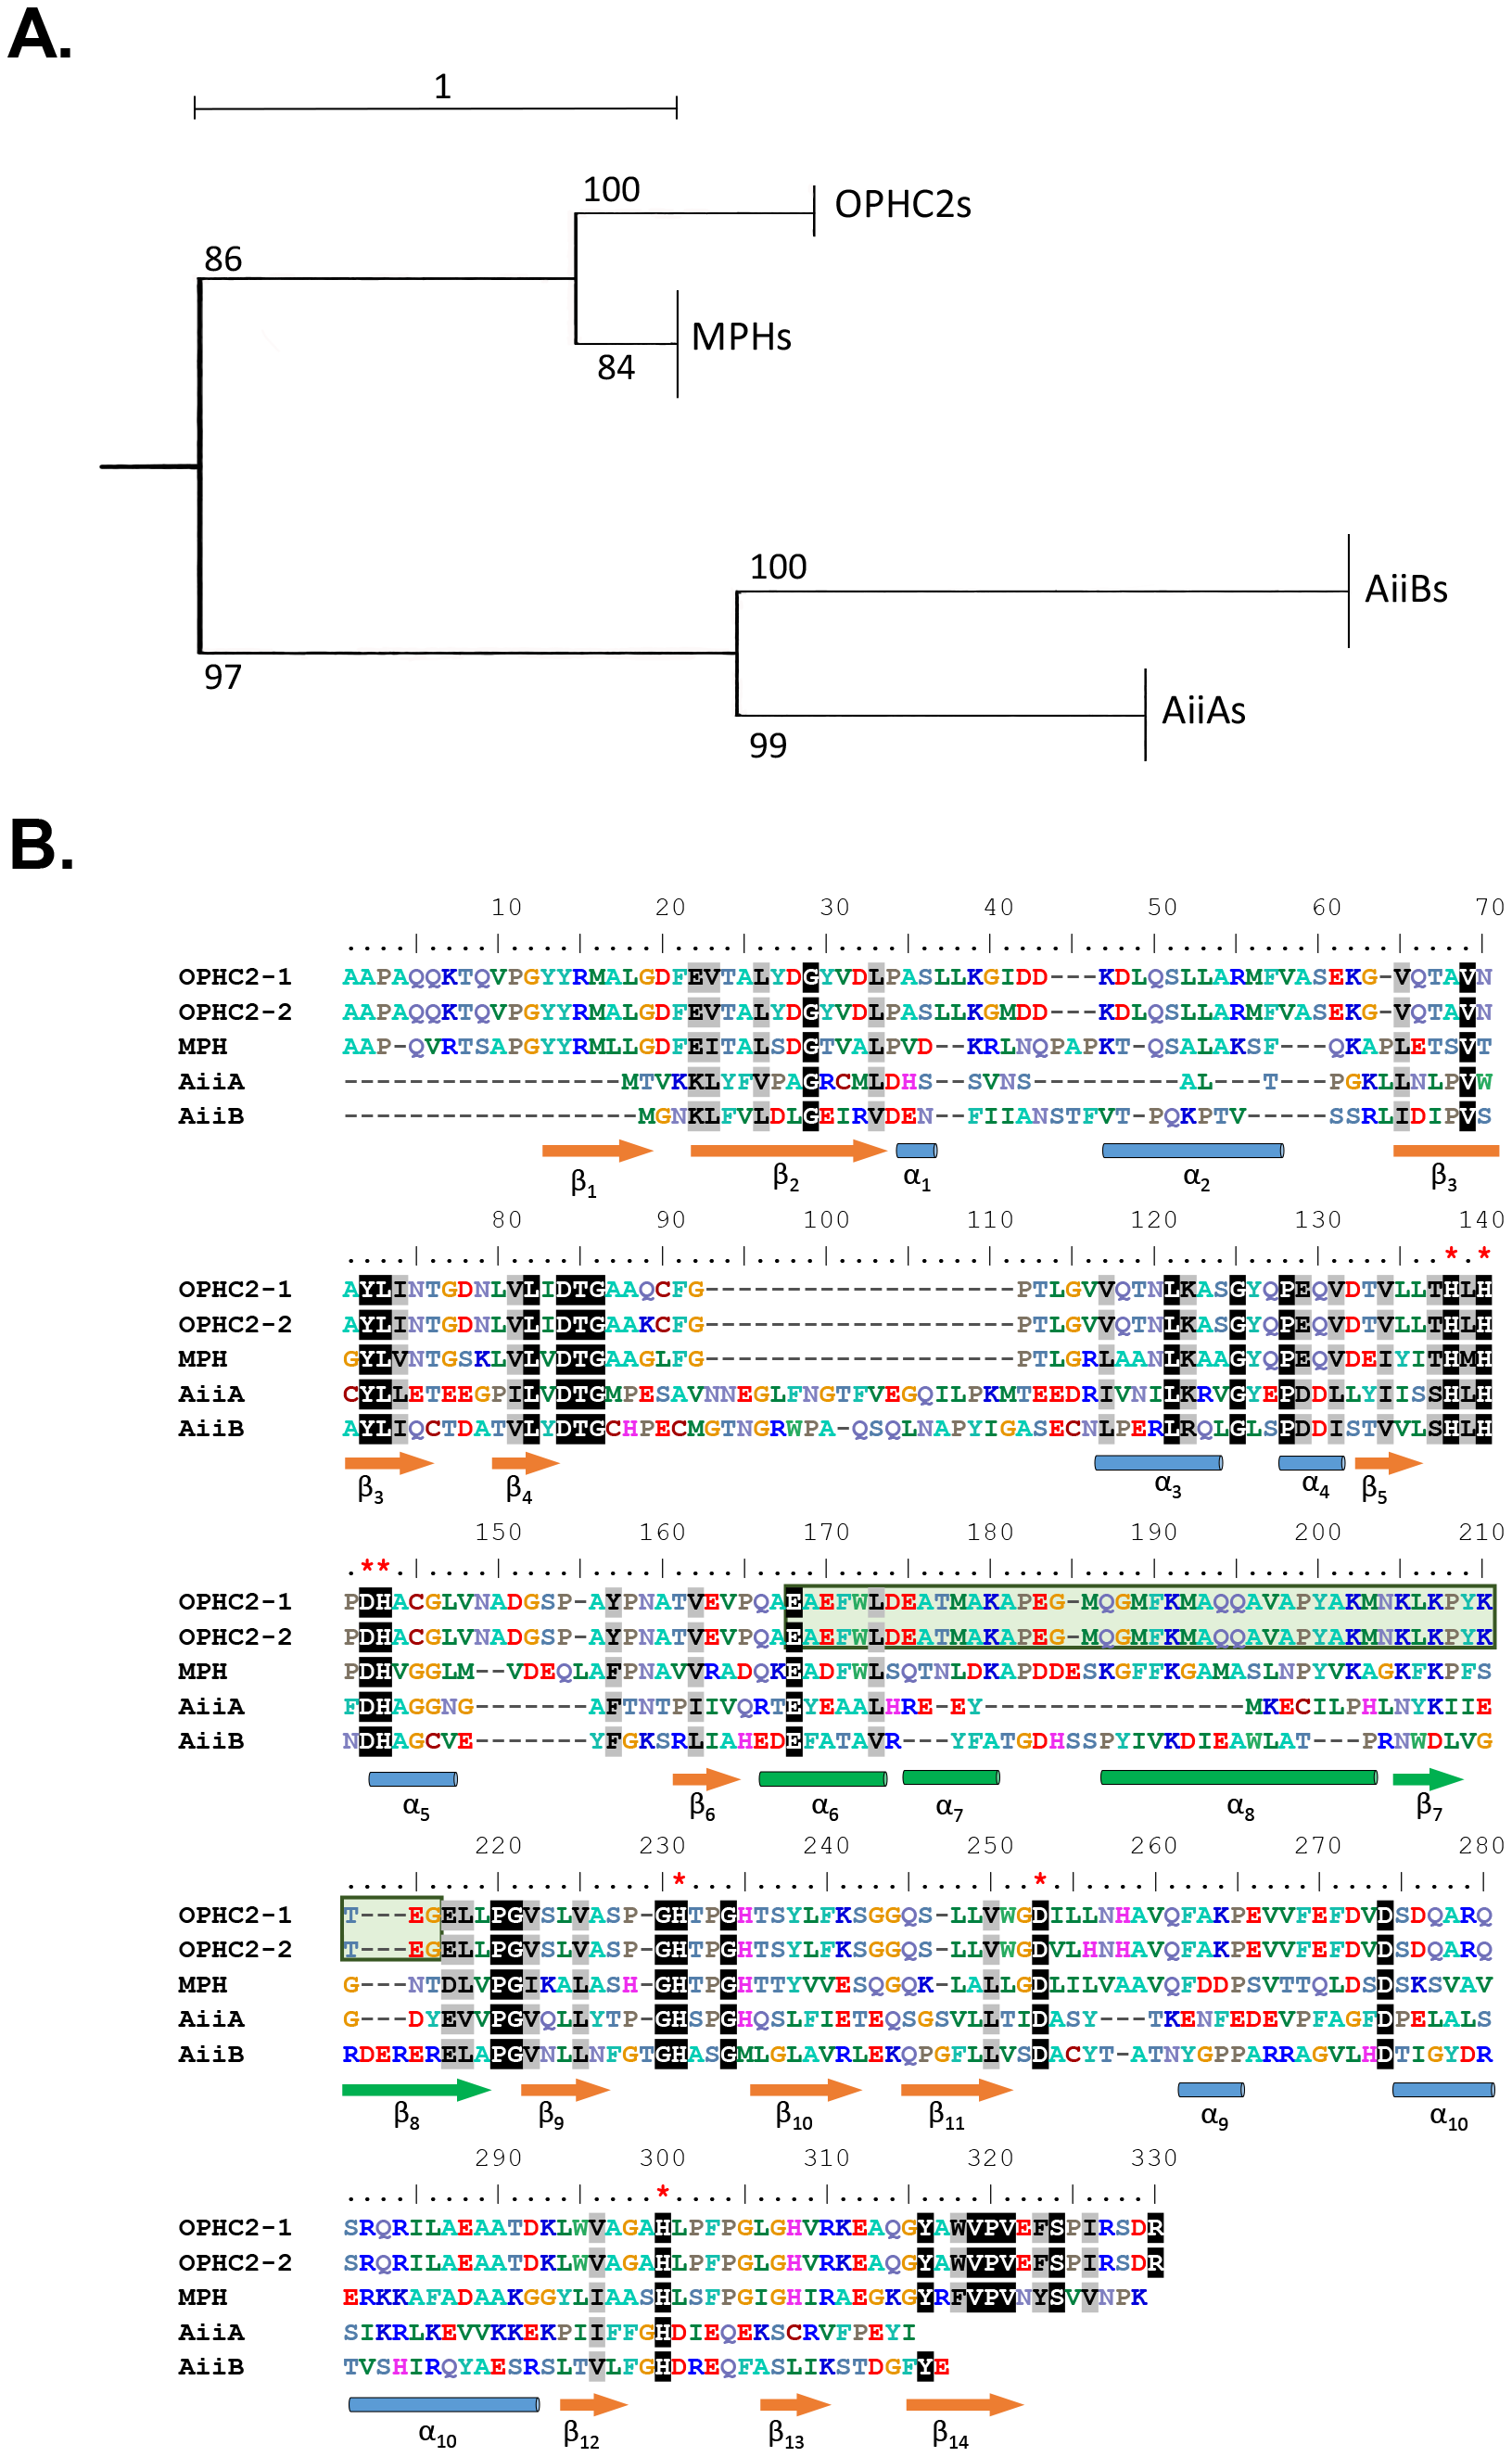 A.
1
100
OPHC2s
86
MPHs
84
100
AiiBs
97
AiiAs
99
B.
10 20 30 40 50 60 70
OPHC2-1 AAPAQQKTQVPGYYRMALGDFEVTALYDGYVDLPASLLKGIDD---KDLQSLLARMFVASEKG-VQTAVN
OPHC2-2 AAPAQQKTQVPGYYRMALGDFEVTALYDGYVDLPASLLKGMDD---KDLQSLLARMFVASEKG-VQTAVN
MPH AAP-QVRTSAPGYYRMLLGDFEITALSDGTVALPVD--KRLNQPAPKT-QSALAKSF---QKAPLETSVT
AiiA -----------------MTVKKLYFVPAGRCMLDHS--SVNS---------AL---T---PGKLLNLPVW
AiiB ------------------MGNKLFVLDLGEIRVDEN--FIIANSTFVT-PQKPTV-----SSRLIDIPVS
β1 β2 α1 α2 β3
80 90 100 110 120 130 140
* *
OPHC2-1 AYLINTGDNLVLIDTGAAQCFG-------------------PTLGVVQTNLKASGYQPEQVDTVLLTHLH
OPHC2-2 AYLINTGDNLVLIDTGAAKCFG-------------------PTLGVVQTNLKASGYQPEQVDTVLLTHLH
MPH GYLVNTGSKLVLVDTGAAGLFG-------------------PTLGRLAANLKAAGYQPEQVDEIYITHMH
AiiA CYLLETEEGPILVDTGMPESAVNNEGLFNGTFVEGQILPKMTEEDRIVNILKRVGYEPDDLLYIISSHLH
AiiB AYLIQCTDATVLYDTGCHPECMGTNGRWPA-QSQLNAPYIGASECNLPERLRQLGLSPDDISTVVLSHLH
β3 β4 α3 α4 β5
150 160 170 180 190 200 210
**
OPHC2-1 PDHACGLVNADGSP-AYPNATVEVPQAEAEFWLDEATMAKAPEG-MQGMFKMAQQAVAPYAKMNKLKPYK
OPHC2-2 PDHACGLVNADGSP-AYPNATVEVPQAEAEFWLDEATMAKAPEG-MQGMFKMAQQAVAPYAKMNKLKPYK
MPH PDHVGGLM--VDEQLAFPNAVVRADQKEADFWLSQTNLDKAPDDESKGFFKGAMASLNPYVKAGKFKPFS
AiiA FDHAGGNG-------AFTNTPIIVQRTEYEAALHRE-EY----------------MKECILPHLNYKIIE
AiiB NDHAGCVE-------YFGKSRLIAHEDEFATAVR---YFATGDHSSPYIVKDIEAWLAT---PRNWDLVG
α5 β6 α6 α7 α8 β7
220 230 240 250 260 270 280
* *
OPHC2-1 T---EGELLPGVSLVASP-GHTPGHTSYLFKSGGQS-LLVWGDILLNHAVQFAKPEVVFEFDVDSDQARQ
OPHC2-2 T---EGELLPGVSLVASP-GHTPGHTSYLFKSGGQS-LLVWGDVLHNHAVQFAKPEVVFEFDVDSDQARQ
MPH G---NTDLVPGIKALASH-GHTPGHTTYVVESQGQK-LALLGDLILVAAVQFDDPSVTTQLDSDSKSVAV
AiiA G---DYEVVPGVQLLYTP-GHSPGHQSLFIETEQSGSVLLTIDASY---TKENFEDEVPFAGFDPELALS
AiiB RDERERELAPGVNLLNFGTGHASGMLGLAVRLEKQPGFLLVSDACYT-ATNYGPPARRAGVLHDTIGYDR
β8 β9 β10 β11 α9 α10
290 300 310 320 330
*
OPHC2-1 SRQRILAEAATDKLWVAGAHLPFPGLGHVRKEAQGYAWVPVEFSPIRSDR
OPHC2-2 SRQRILAEAATDKLWVAGAHLPFPGLGHVRKEAQGYAWVPVEFSPIRSDR
MPH ERKKAFADAAKGGYLIAASHLSFPGIGHIRAEGKGYRFVPVNYSVVNPK
AiiA SIKRLKEVVKKEKPIIFFGHDIEQEKSCRVFPEYI
AiiB TVSHIRQYAESRSLTVLFGHDREQFASLIKSTDGFYE
α10 β12 β13 β14